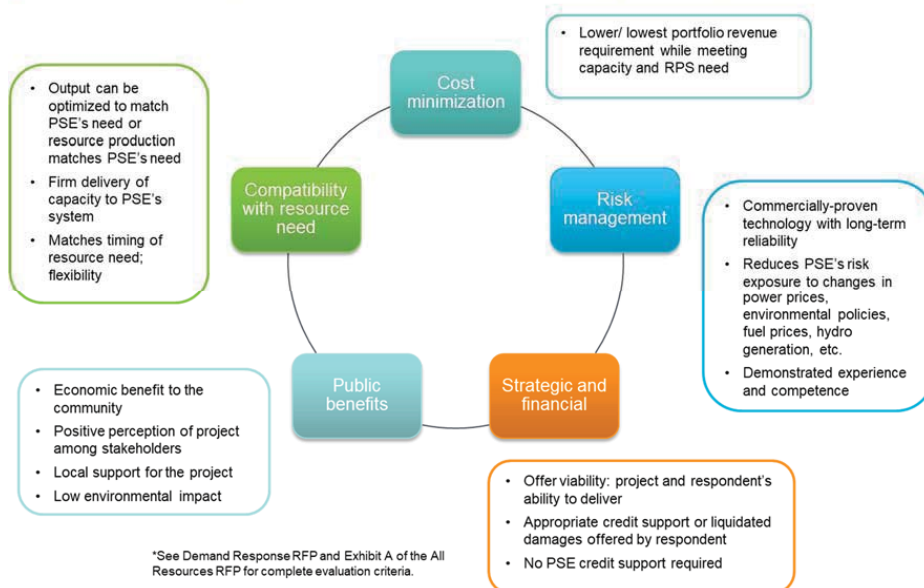 Cost
minimization
• Lower/ lowest portfolio revenue
requirement while meeting
capacity and RPS need
Risk
management
• Commercially-proven
technology with long-term
reliability
• Reduces PSE's risk
exposure to changes in
power prices,
environmental policies,
fuel prices, hydro
generation, etc.
• Demonstrated experience
and competence
Strategic and
financial
• Offer viability: project and respondent's
ability to deliver
• Appropriate credit support or liquidated
damages offered by respondent
• No PSE credit support required
Public
benefits
• Economic benefit to the
community
• Positive perception of project
among stakeholders
• Local support for the project
• Low environmental impact
Compatibility
with resource
need
• Output can be
optimized to match
PSE's need or
resource production
matches PSE's need
• Firm delivery of
capacity to PSE's
system
• Matches timing of
resource need;
flexibility
*See Demand Response RFP and Exhibit A of the All
Resources RFP for complete evaluation criteria.